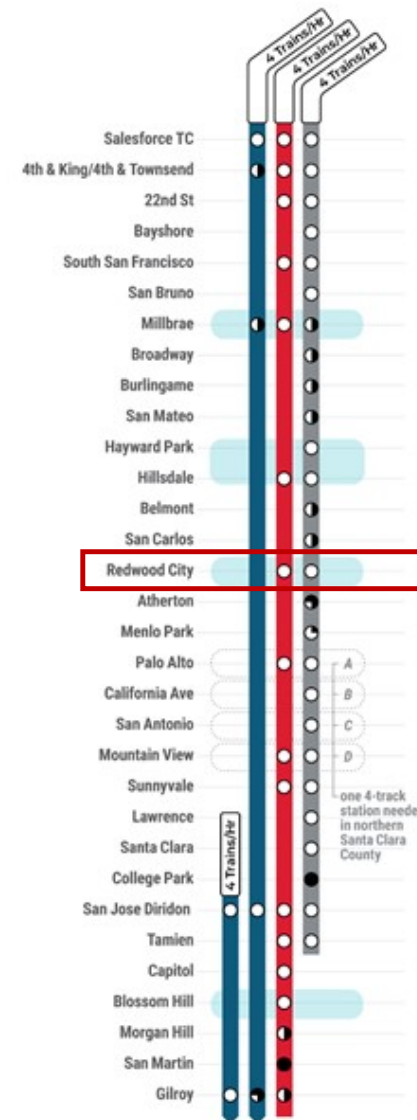 4 Trains/Hr
4 Trains/Hr
4 Trains/Hr
Salesforce TC
4th & King/4th & Townsend
22nd St
Bayshore
South San Francisco
San Bruno
Millbrae
Broadway
Burlingame
San Mateo
Hayward Park
Hillsdale
Belmont
San Carlos
Redwood City
Atherton
Menlo Park
Palo Alto
A
California Ave
B
San Antonio
C
Mountain View
D
Sunnyvale
one 4-track
station neede
in northern
Santa Clara
County
Lawrence
Santa Clara
4 Trains/Hr
College Park
San Jose Diridon
Tamien
Capitol
Blossom Hill
Morgan Hill
San Martin
Gilroy